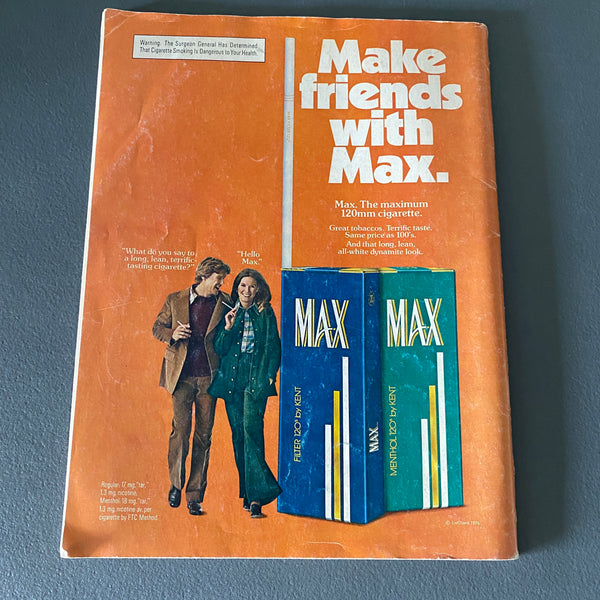 Warning: The Surgeon General Has Determined
That Cigarette Smoking Is Dangerous to Your Health.
Make
friends
with
Max.
Max. The maximum
120mm cigarette.
Great tobaccos. Terrific taste.
Same price as 100's.
And that long, lean,
all-white dynamite look.
"What do you say to
a long, lean, terrific-
tasting cigarette?"
"Hello
Max."
MAX
FILTER 120's by KENT
MAX.
MAX
MENTHOL 120's by KENT
Regular: 17 mg. "tar,"
1.3 mg. nicotine,
Menthol: 18 mg. "tar,"
1.3 mg. nicotine av. per
cigarette by FTC Method.
© Lorillard